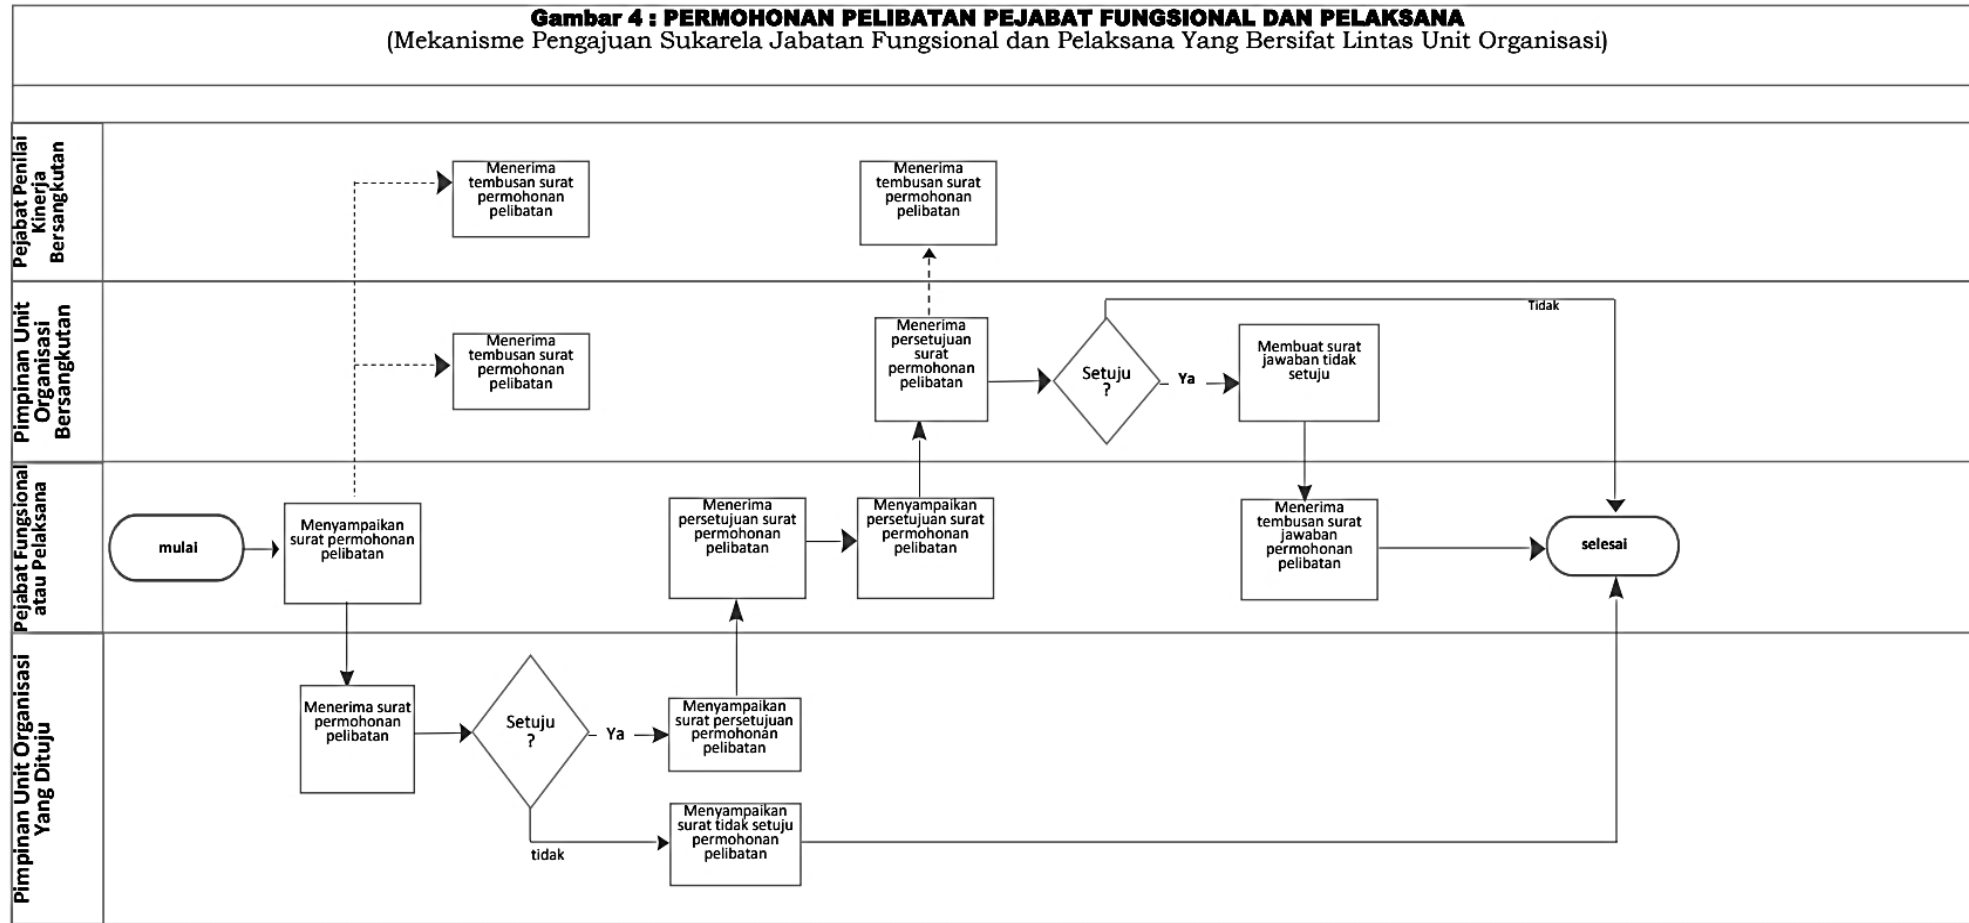 Gambar 4 : PERMOHONAN PELIBATAN PEJABAT FUNGSIONAL DAN PELAKSANA
(Mekanisme Pengajuan Sukarela Jabatan Fungsional dan Pelaksana Yang Bersifat Lintas Unit Organisasi)
Pejabat Penilai
Kinerja
Bersangkutan
Menerima
tembusan surat
permohonan
pelibatan
Menerima
tembusan surat
permohonan
pelibatan
Pimpinan Unit
Organisasi
Bersangkutan
Menerima
tembusan surat
permohonan
pelibatan
Menerima
persetujuan
surat
permohonan
pelibatan
Setuju
?
Ya
Membuat surat
jawaban tidak
setuju
Tidak
Pejabat Fungsional
atau Pelaksana
mulai
Menyampaikan
surat permohonan
pelibatan
Menerima
persetujuan surat
permohonan
pelibatan
Menyampaikan
persetujuan surat
permohonan
pelibatan
Menerima
tembusan surat
jawaban
permohonan
pelibatan
selesai
Pimpinan Unit Organisasi
Yang Dituju
Menerima surat
permohonan
pelibatan
Setuju
?
Ya
Menyampaikan
surat persetujuan
permohonan
pelibatan
tidak
Menyampaikan
surat tidak setuju
permohonan
pelibatan